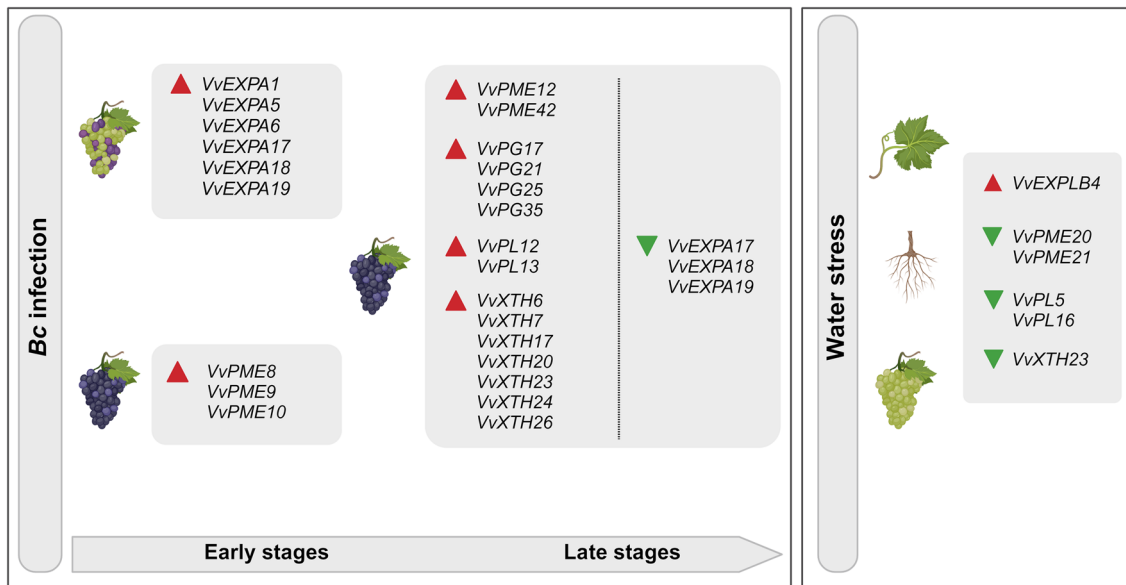 Bc infection
VvEXPA1
VvEXPA5
VvEXPA6
VvEXPA17
VvEXPA18
VvEXPA19
VvPME8
VvPME9
VvPME10
VvPME12
VvPME42
VvPG17
VvPG21
VvPG25
VvPG35
VvPL12
VvPL13
VvXTH6
VvXTH7
VvXTH17
VvXTH20
VvXTH23
VvXTH24
VvXTH26
VvEXPA17
VvEXPA18
VvEXPA19
Early stages
Late stages
Water stress
VvEXPLB4
VvPME20
VvPME21
VvPL5
VvPL16
VvXTH23